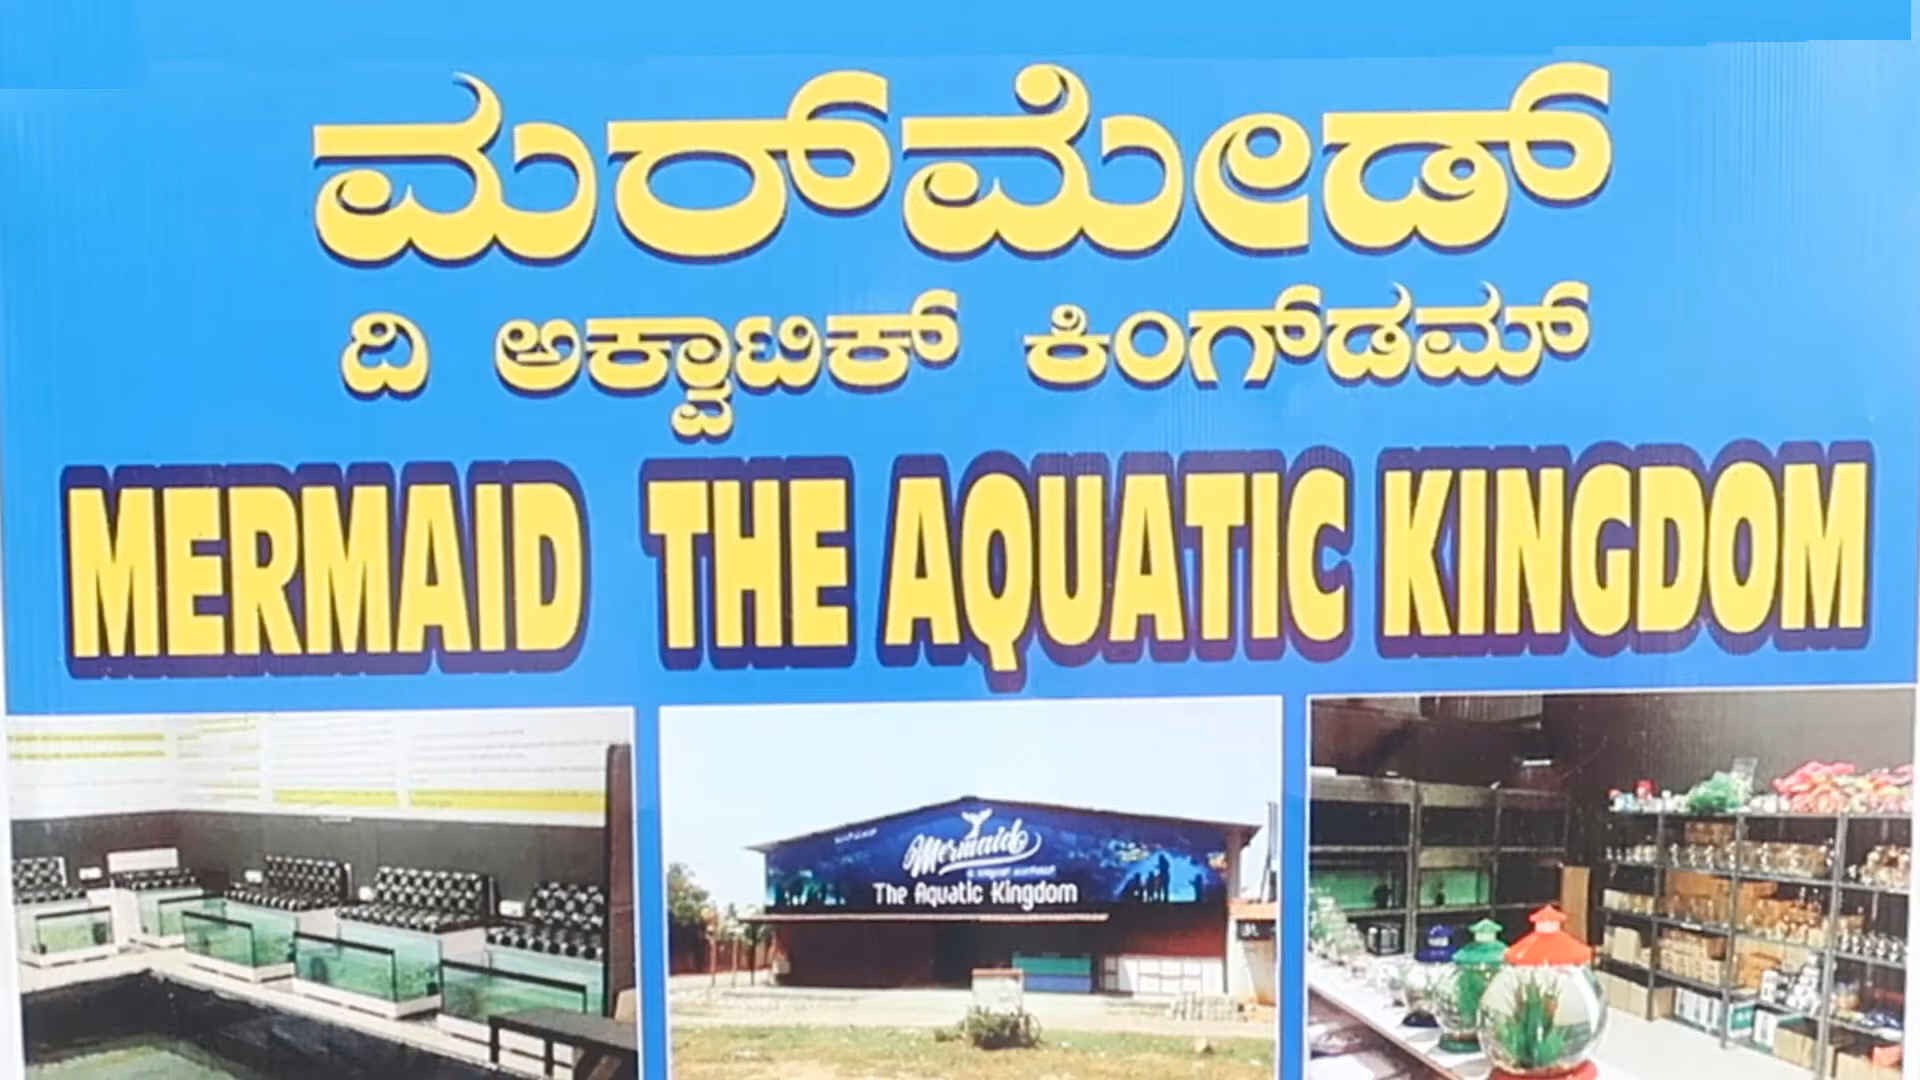 ಮರ್‌ಮೇಡ್
ದಿ ಅಕ್ವಾಟಿಕ್ ಕಿಂಗ್‌ಡಮ್
MERMAID THE AQUATIC KINGDOM
Mermaid
The Aquatic Kingdom